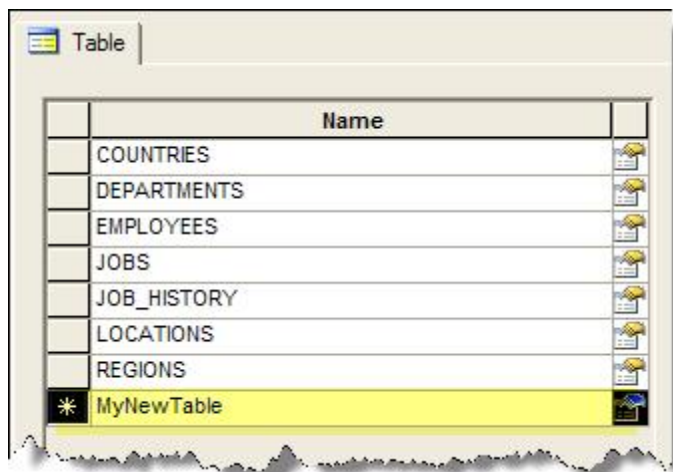 Table
Name
COUNTRIES
DEPARTMENTS
EMPLOYEES
JOBS
JOB_HISTORY
LOCATIONS
REGIONS
MyNewTable